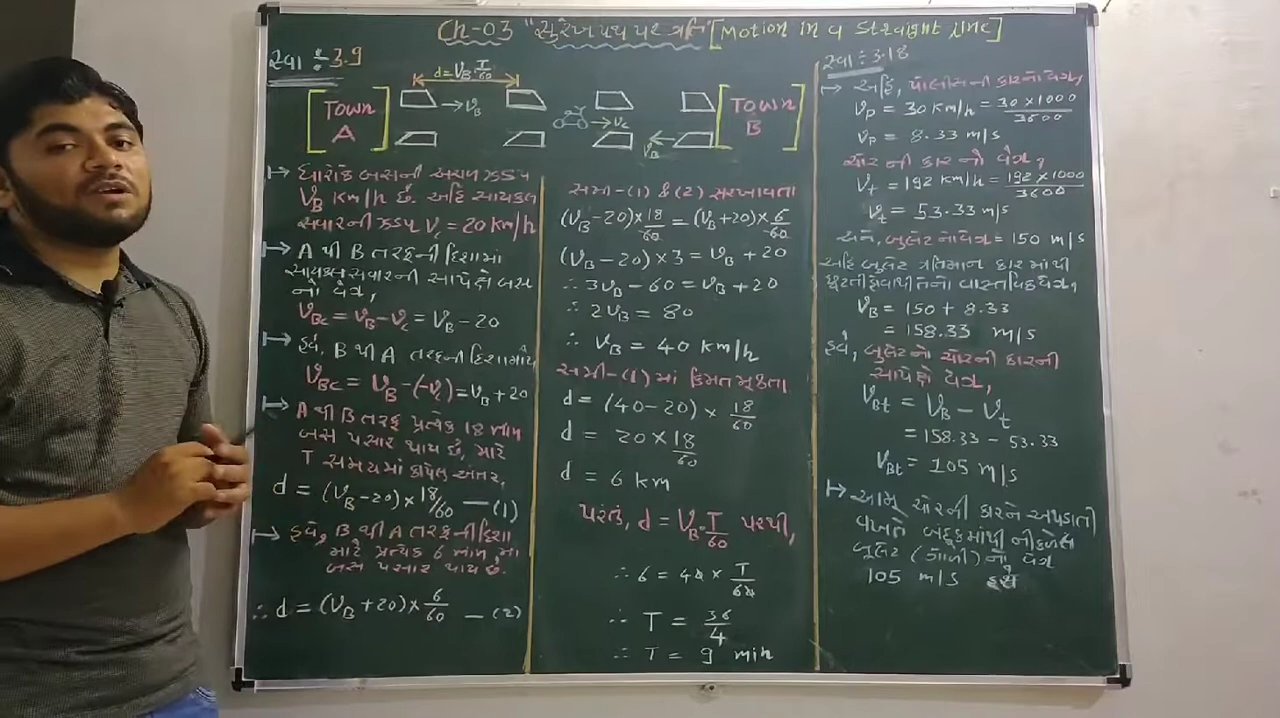 Ch-03 "સુરેખ પથ પર ગતિ [Motion in a Straight line]
સ્વા ÷ 3.9
d = V_B T/60
Town A
→ V_B
→ V_c
V_B ←
Town B
ધારોકે બસની અચળ ઝડપ
V_B km/h છે. અહિ સાયકલ
સવારની ઝડપ V_c = 20 km/h
A થી B તરફની દિશામાં
સાયકલ સવારની સાપેક્ષે બસ
નો વેગ,
V_BC = V_B - V_c = V_B - 20
હવે, B થી A તરફની દિશામાં
V_BC = V_B - (-V_c) = V_B + 20
A થી B તરફ પ્રત્યેક 18 મિનિટે
બસ પસાર થાય છે, માટે
T સમયમાં કાપેલ અંતર,
d = (V_B - 20) × 18/60 — (1)
હવે, B થી A તરફની દિશા
માટે પ્રત્યેક 6
બસ પસાર થાય છે.
∴ d = (V_B + 20) × 6/60 — (2)
સમી-(1) & (2) સરખાવતા
(V_B - 20) × 18/60 = (V_B + 20) × 6/60
(V_B - 20) × 3 = V_B + 20
∴ 3V_B - 60 = V_B + 20
∴ 2V_B = 80
∴ V_B = 40 km/h
સમી-(1) માં કિંમત મૂકતા
d = (40 - 20) × 18/60
d = 20 × 18/60
d = 6 km
પરંતુ, d = V_B T/60 પરથી,
∴ 6 = 40 × T/60
∴ T = 36/4
∴ T = 9 min
સ્વા ÷ 3.18
અહિં, પોલીસની કારનો વેગ,
V_P = 30 km/h = 30 × 1000/3600
V_P = 8.33 m/s
ચોર ની કાર નો વેગ,
V_t = 192 km/h = 192 × 1000/3600
V_t = 53.33 m/s
અને, બુલેટ નો વેગ = 150 m/s
અહિ બુલેટ ગતિમાન કાર માંથી
છુટતી હોવાથી તેનો વાસ્તવિક વેગ,
V_B = 150 + 8.33
= 158.33 m/s
હવે, બુલેટનો ચોરની કારની
સાપેક્ષે વેગ,
V_Bt = V_B - V_t
= 158.33 - 53.33
V_Bt = 105 m/s
આમ ચોરની કારને અથડાતી
વખતે બંદૂકમાંથી નીકળેલ
બુલેટ (ગોળી) નો વેગ
105 m/s હશે